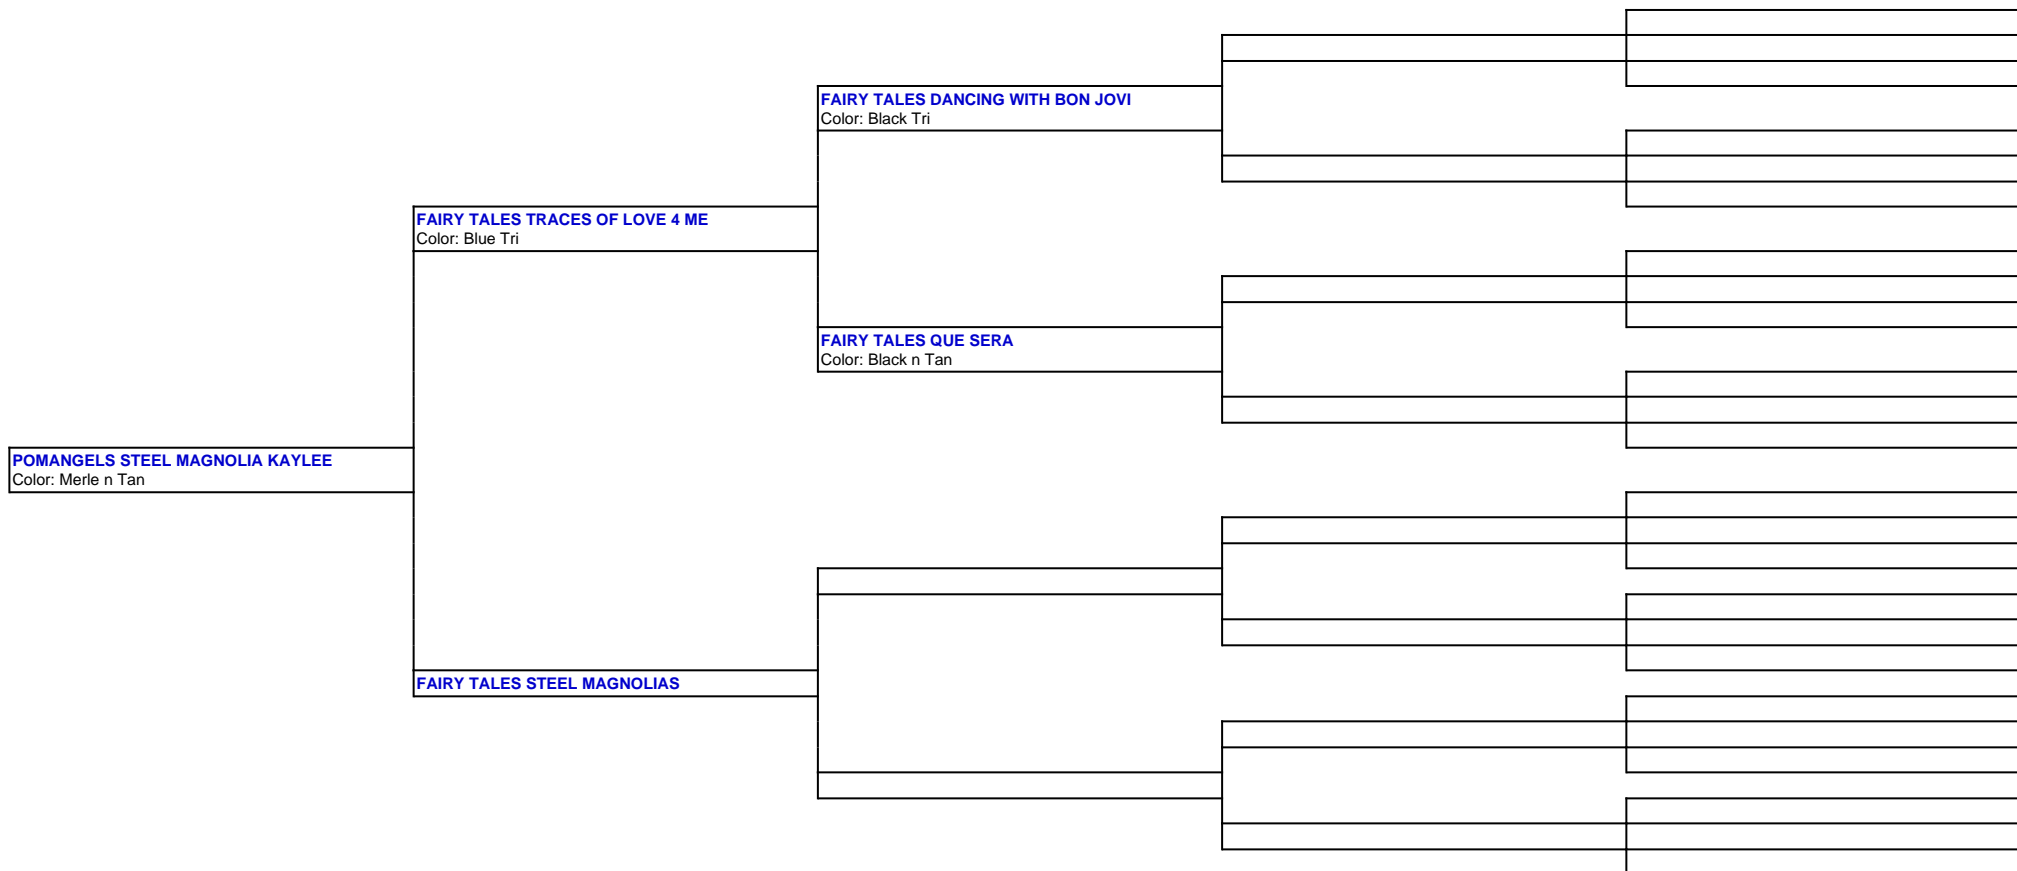 FAIRY TALES DANCING WITH BON JOVI
Color: Black Tri
FAIRY TALES TRACES OF LOVE 4 ME
Color: Blue Tri
FAIRY TALES QUE SERA
Color: Black n Tan
POMANGELS STEEL MAGNOLIA KAYLEE
Color: Merle n Tan
FAIRY TALES STEEL MAGNOLIAS